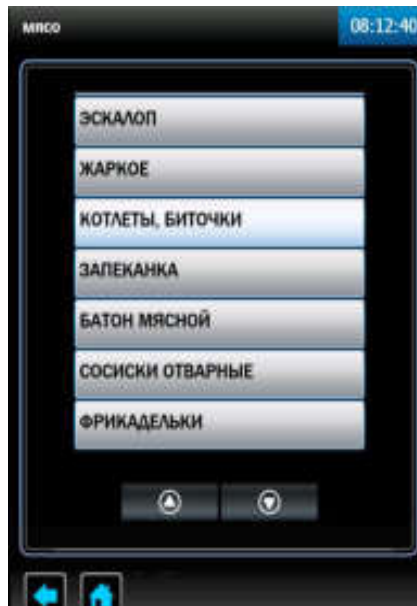 мясо
08:12:40
ЭСКАЛОП
ЖАРКОЕ
КОТЛЕТЫ, БИТОЧКИ
ЗАПЕКАНКА
БАТОН МЯСНОЙ
СОСИСКИ ОТВАРНЫЕ
ФРИКАДЕЛЬКИ